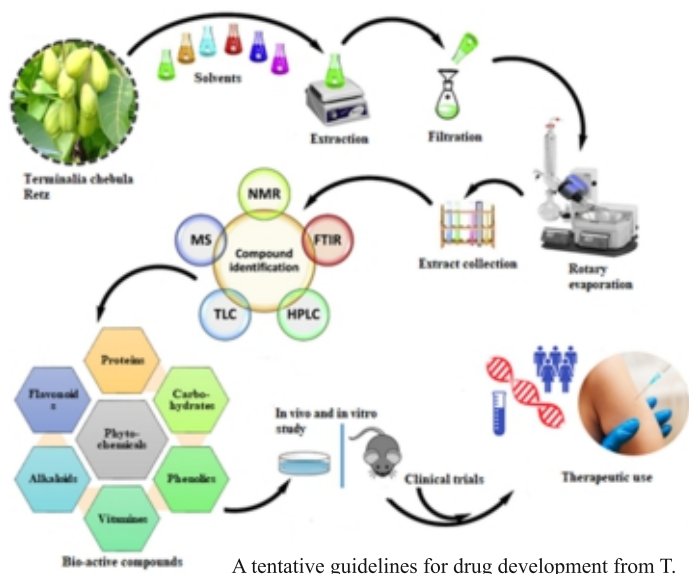 Solvents
Extraction
Filtration
Terminalia chebula
Retz
Rotary
evaporation
Extract collection
NMR
MS
FTIR
Compound
identification
TLC
HPLC
Proteins
Flavonoid
s
Carbo-
hydrates
Phyto-
chemicals
Alkaloids
Phenolics
Vitamines
Bio-active compounds
In vivo and in vitro
study
Clinical trials
Therapeutic use
A tentative guidelines for drug development from T.